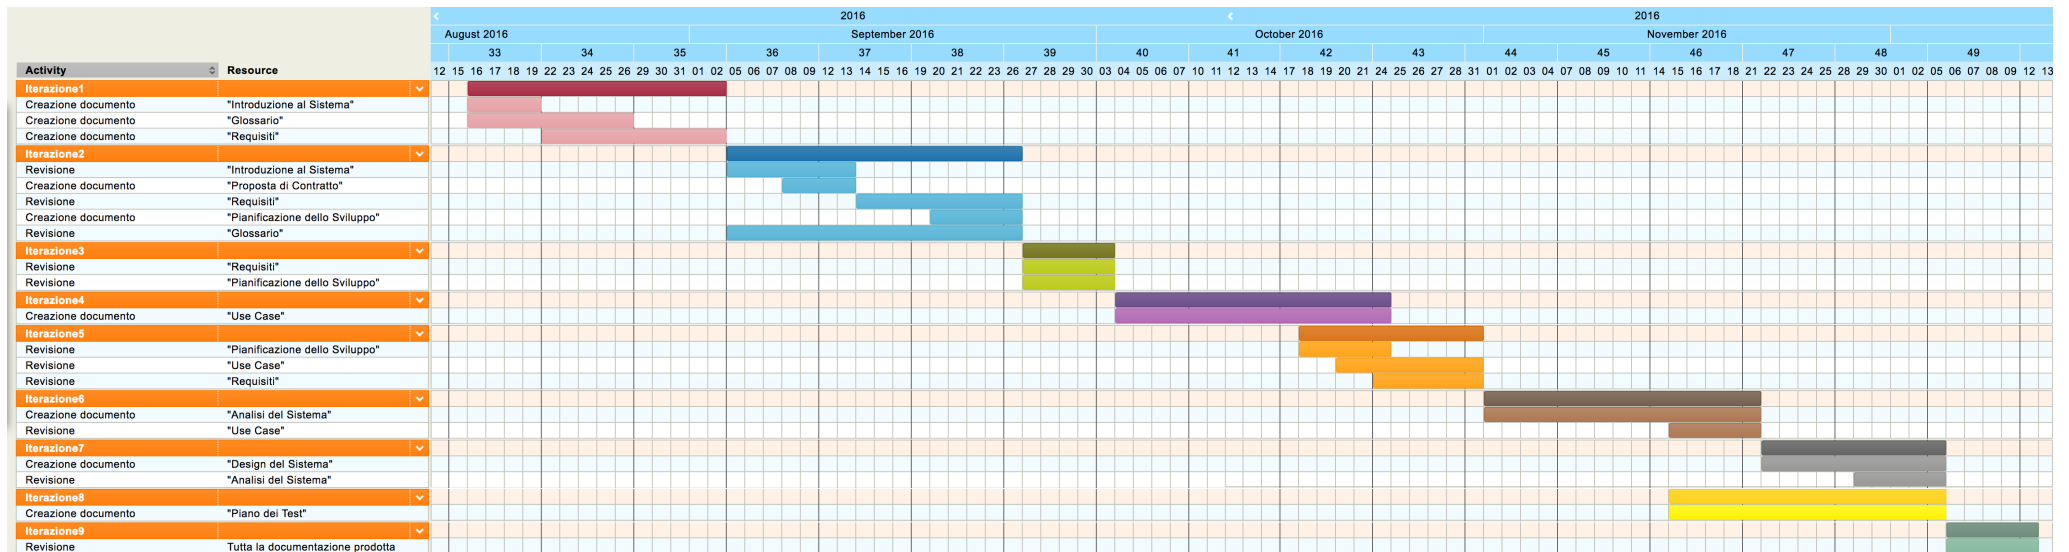 2016 2016
August 2016 September 2016 October 2016 November 2016
33 34 35 36 37 38 39 40 41 42 43 44 45 46 47 48 49
Activity Resource 12 15 16 17 18 19 22 23 24 25 26 29 30 31 01 02 05 06 07 08 09 12 13 14 15 16 19 20 21 22 23 26 27 28 29 30 03 04 05 06 07 10 11 12 13 14 17 18 19 20 21 24 25 26 27 28 31 01 02 03 04 07 08 09 10 11 14 15 16 17 18 21 22 23 24 25 28 29 30 01 02 05 06 07 08 09 12 13
Iterazione1
Creazione documento "Introduzione al Sistema"
Creazione documento "Glossario"
Creazione documento "Requisiti"
Iterazione2
Revisione "Introduzione al Sistema"
Creazione documento "Proposta di Contratto"
Revisione "Requisiti"
Creazione documento "Pianificazione dello Sviluppo"
Revisione "Glossario"
Iterazione3
Revisione "Requisiti"
Revisione "Pianificazione dello Sviluppo"
Iterazione4
Creazione documento "Use Case"
Iterazione5
Revisione "Pianificazione dello Sviluppo"
Revisione "Use Case"
Revisione "Requisiti"
Iterazione6
Creazione documento "Analisi del Sistema"
Revisione "Use Case"
Iterazione7
Creazione documento "Design del Sistema"
Revisione "Analisi del Sistema"
Iterazione8
Creazione documento "Piano dei Test"
Iterazione9
Revisione Tutta la documentazione prodotta